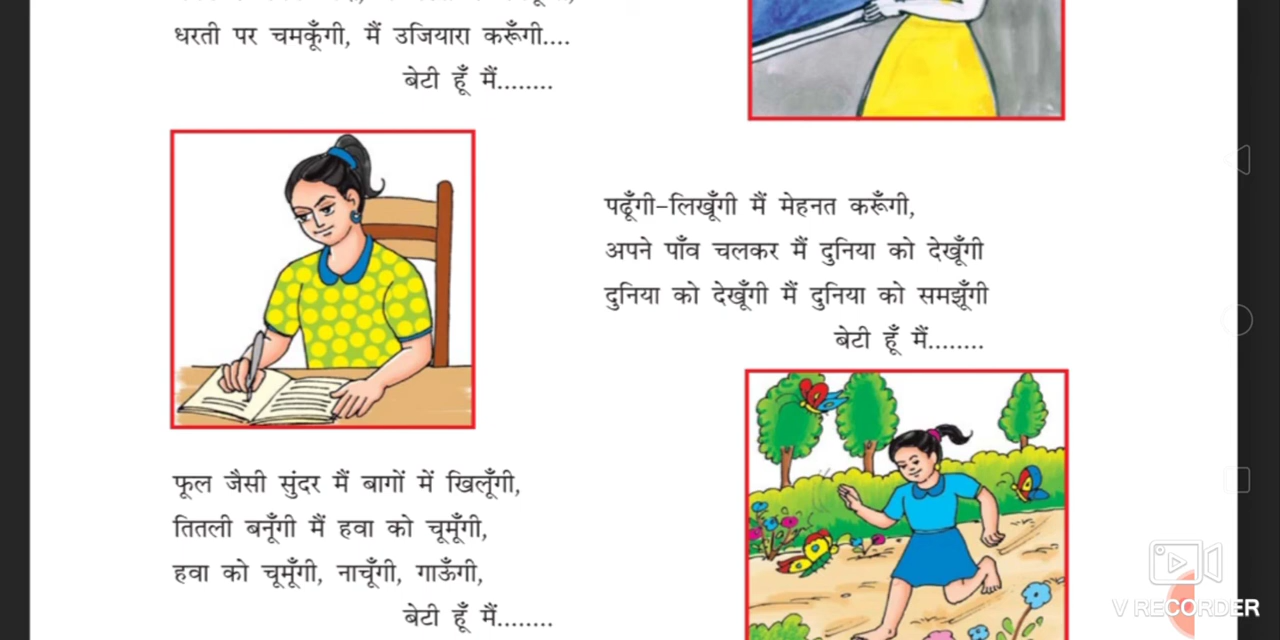 धरती पर चमकूँगी, मैं उजियारा करूँगी....
बेटी हूँ मैं........
पढूँगी-लिखूँगी मैं मेहनत करूँगी,
अपने पाँव चलकर मैं दुनिया को देखूँगी
दुनिया को देखूँगी मैं दुनिया को समझूँगी
बेटी हूँ मैं........
फूल जैसी सुंदर मैं बागों में खिलूँगी,
तितली बनूँगी मैं हवा को चूमूँगी,
हवा को चूमूँगी, नाचूँगी, गाऊँगी,
बेटी हूँ मैं........
V RECORDER